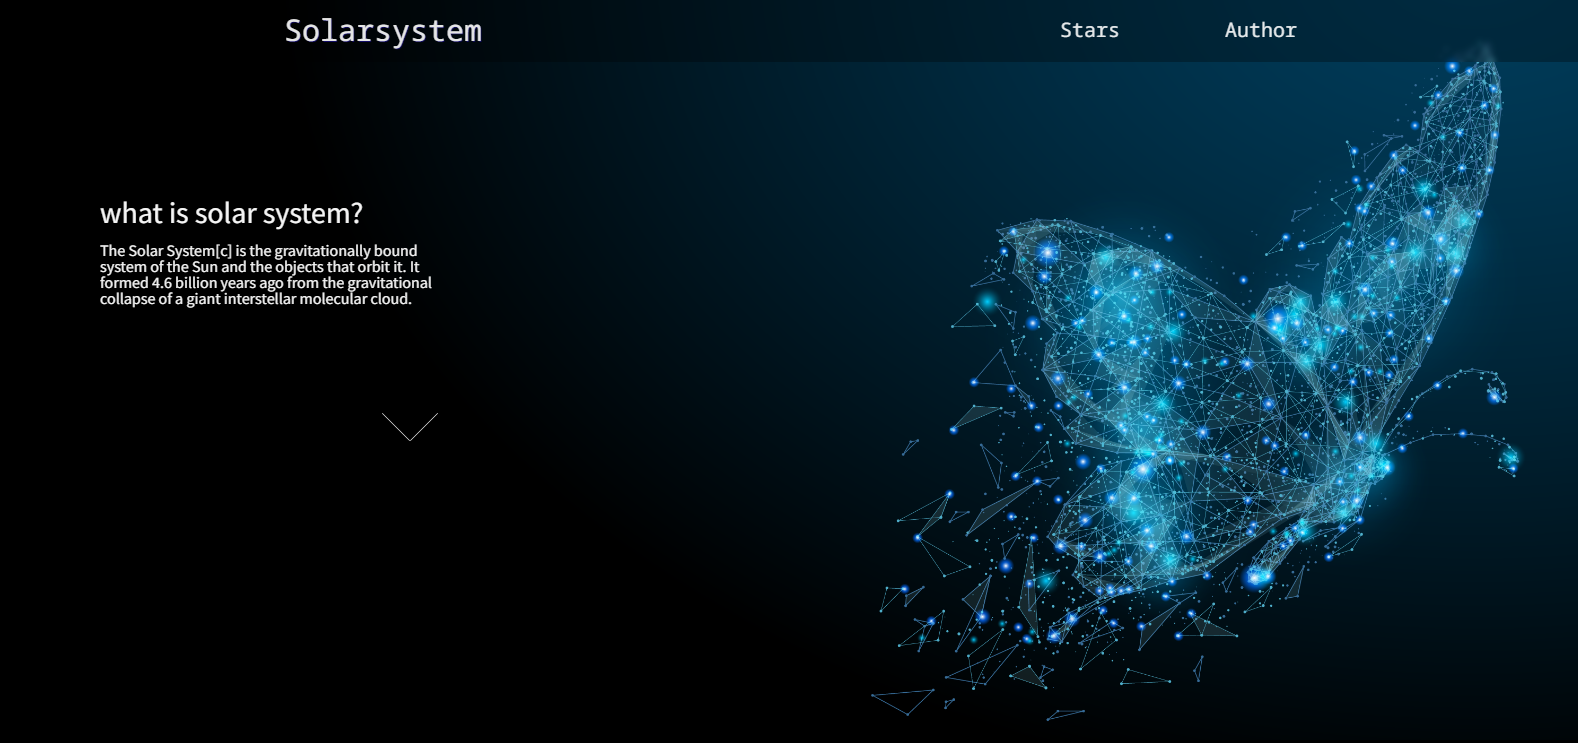 Solarsystem
Stars
Author
what is solar system?
The Solar System[c] is the gravitationally bound
system of the Sun and the objects that orbit it. It
formed 4.6 billion years ago from the gravitational
collapse of a giant interstellar molecular cloud.